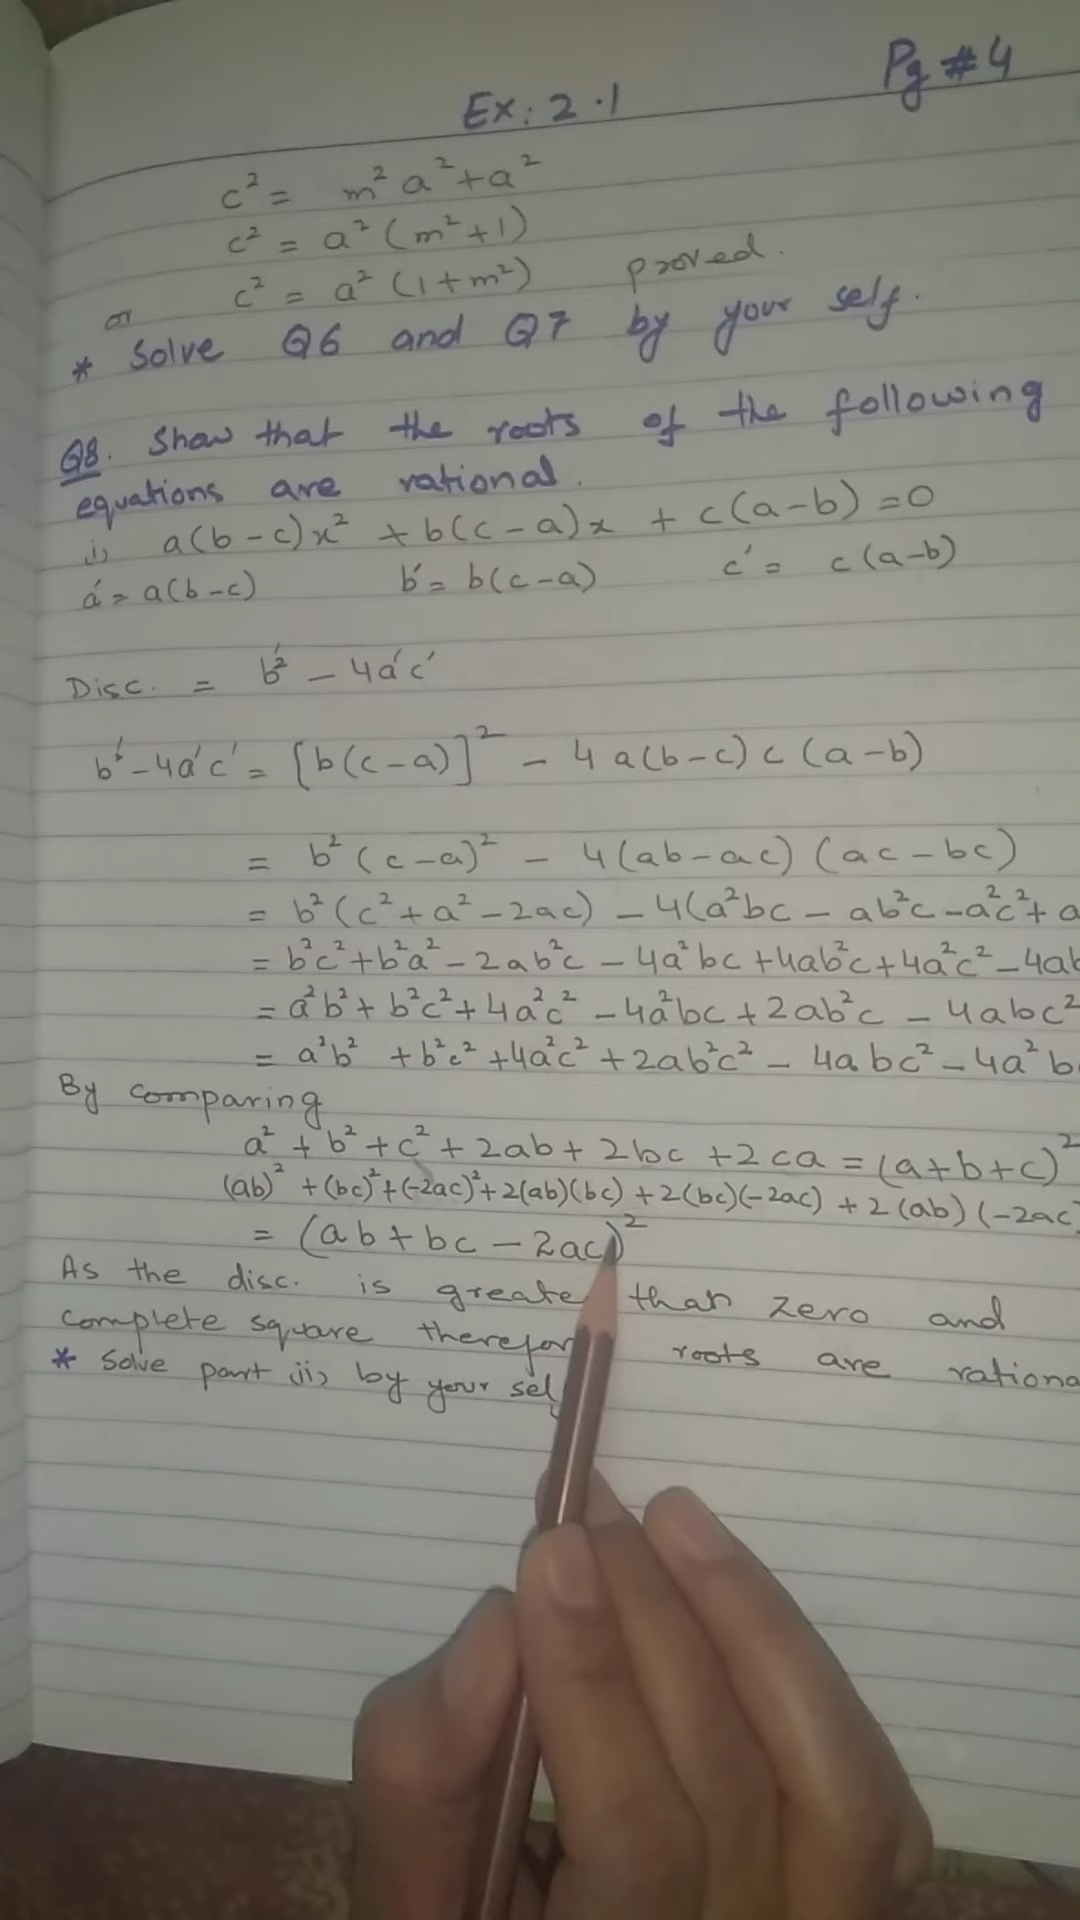 Pg # 4
Ex: 2.1
c² = m²a² + a²
c² = a²(m²+1)
or c² = a²(1+m²) proved.
* Solve Q6 and Q7 by your self.
Q8. Show that the roots of the following
equations are rational.
i) a(b-c)x² + b(c-a)x + c(a-b) = 0
a' = a(b-c) b' = b(c-a) c' = c(a-b)
Disc. = b'² - 4a'c'
b'² - 4a'c' = [b(c-a)]² - 4a(b-c)c(a-b)
= b²(c-a)² - 4(ab-ac)(ac-bc)
= b²(c²+a²-2ac) - 4(a²bc - ab²c - a²c² + a
= b²c² + b²a² - 2ab²c - 4a²bc + 4ab²c + 4a²c² - 4ab
= a²b² + b²c² + 4a²c² - 4a²bc + 2ab²c - 4abc²
= a²b² + b²c² + 4a²c² + 2ab²c² - 4abc² - 4a²b
By comparing
a² + b² + c² + 2ab + 2bc + 2ca = (a+b+c)²
(ab)² + (bc)² + (-2ac)² + 2(ab)(bc) + 2(bc)(-2ac) + 2(ab)(-2ac)
= (ab + bc - 2ac)²
As the disc. is greate than zero and
complete square therefor roots are rationa
* Solve part ii) by your sel